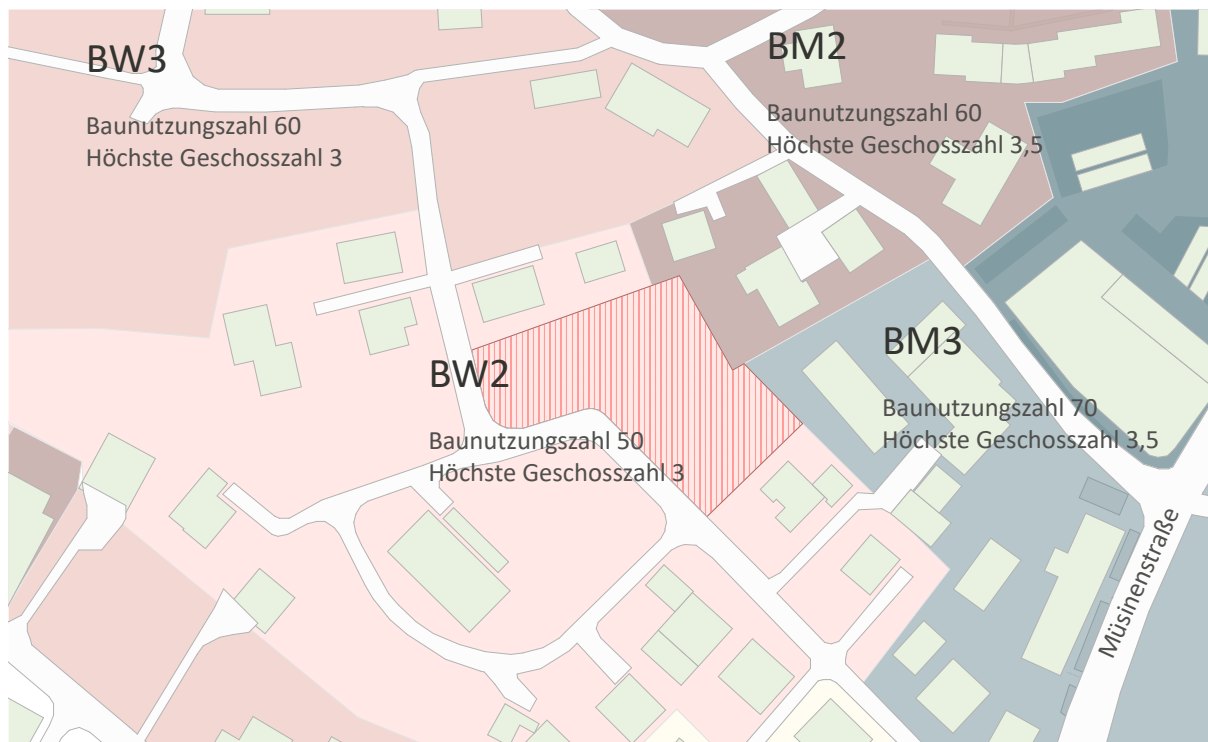 BW3
Baunutzungszahl 60
Höchste Geschosszahl 3
BM2
Baunutzungszahl 60
Höchste Geschosszahl 3,5
BW2
Baunutzungszahl 50
Höchste Geschosszahl 3
BM3
Baunutzungszahl 70
Höchste Geschosszahl 3,5
Müsinenstraße